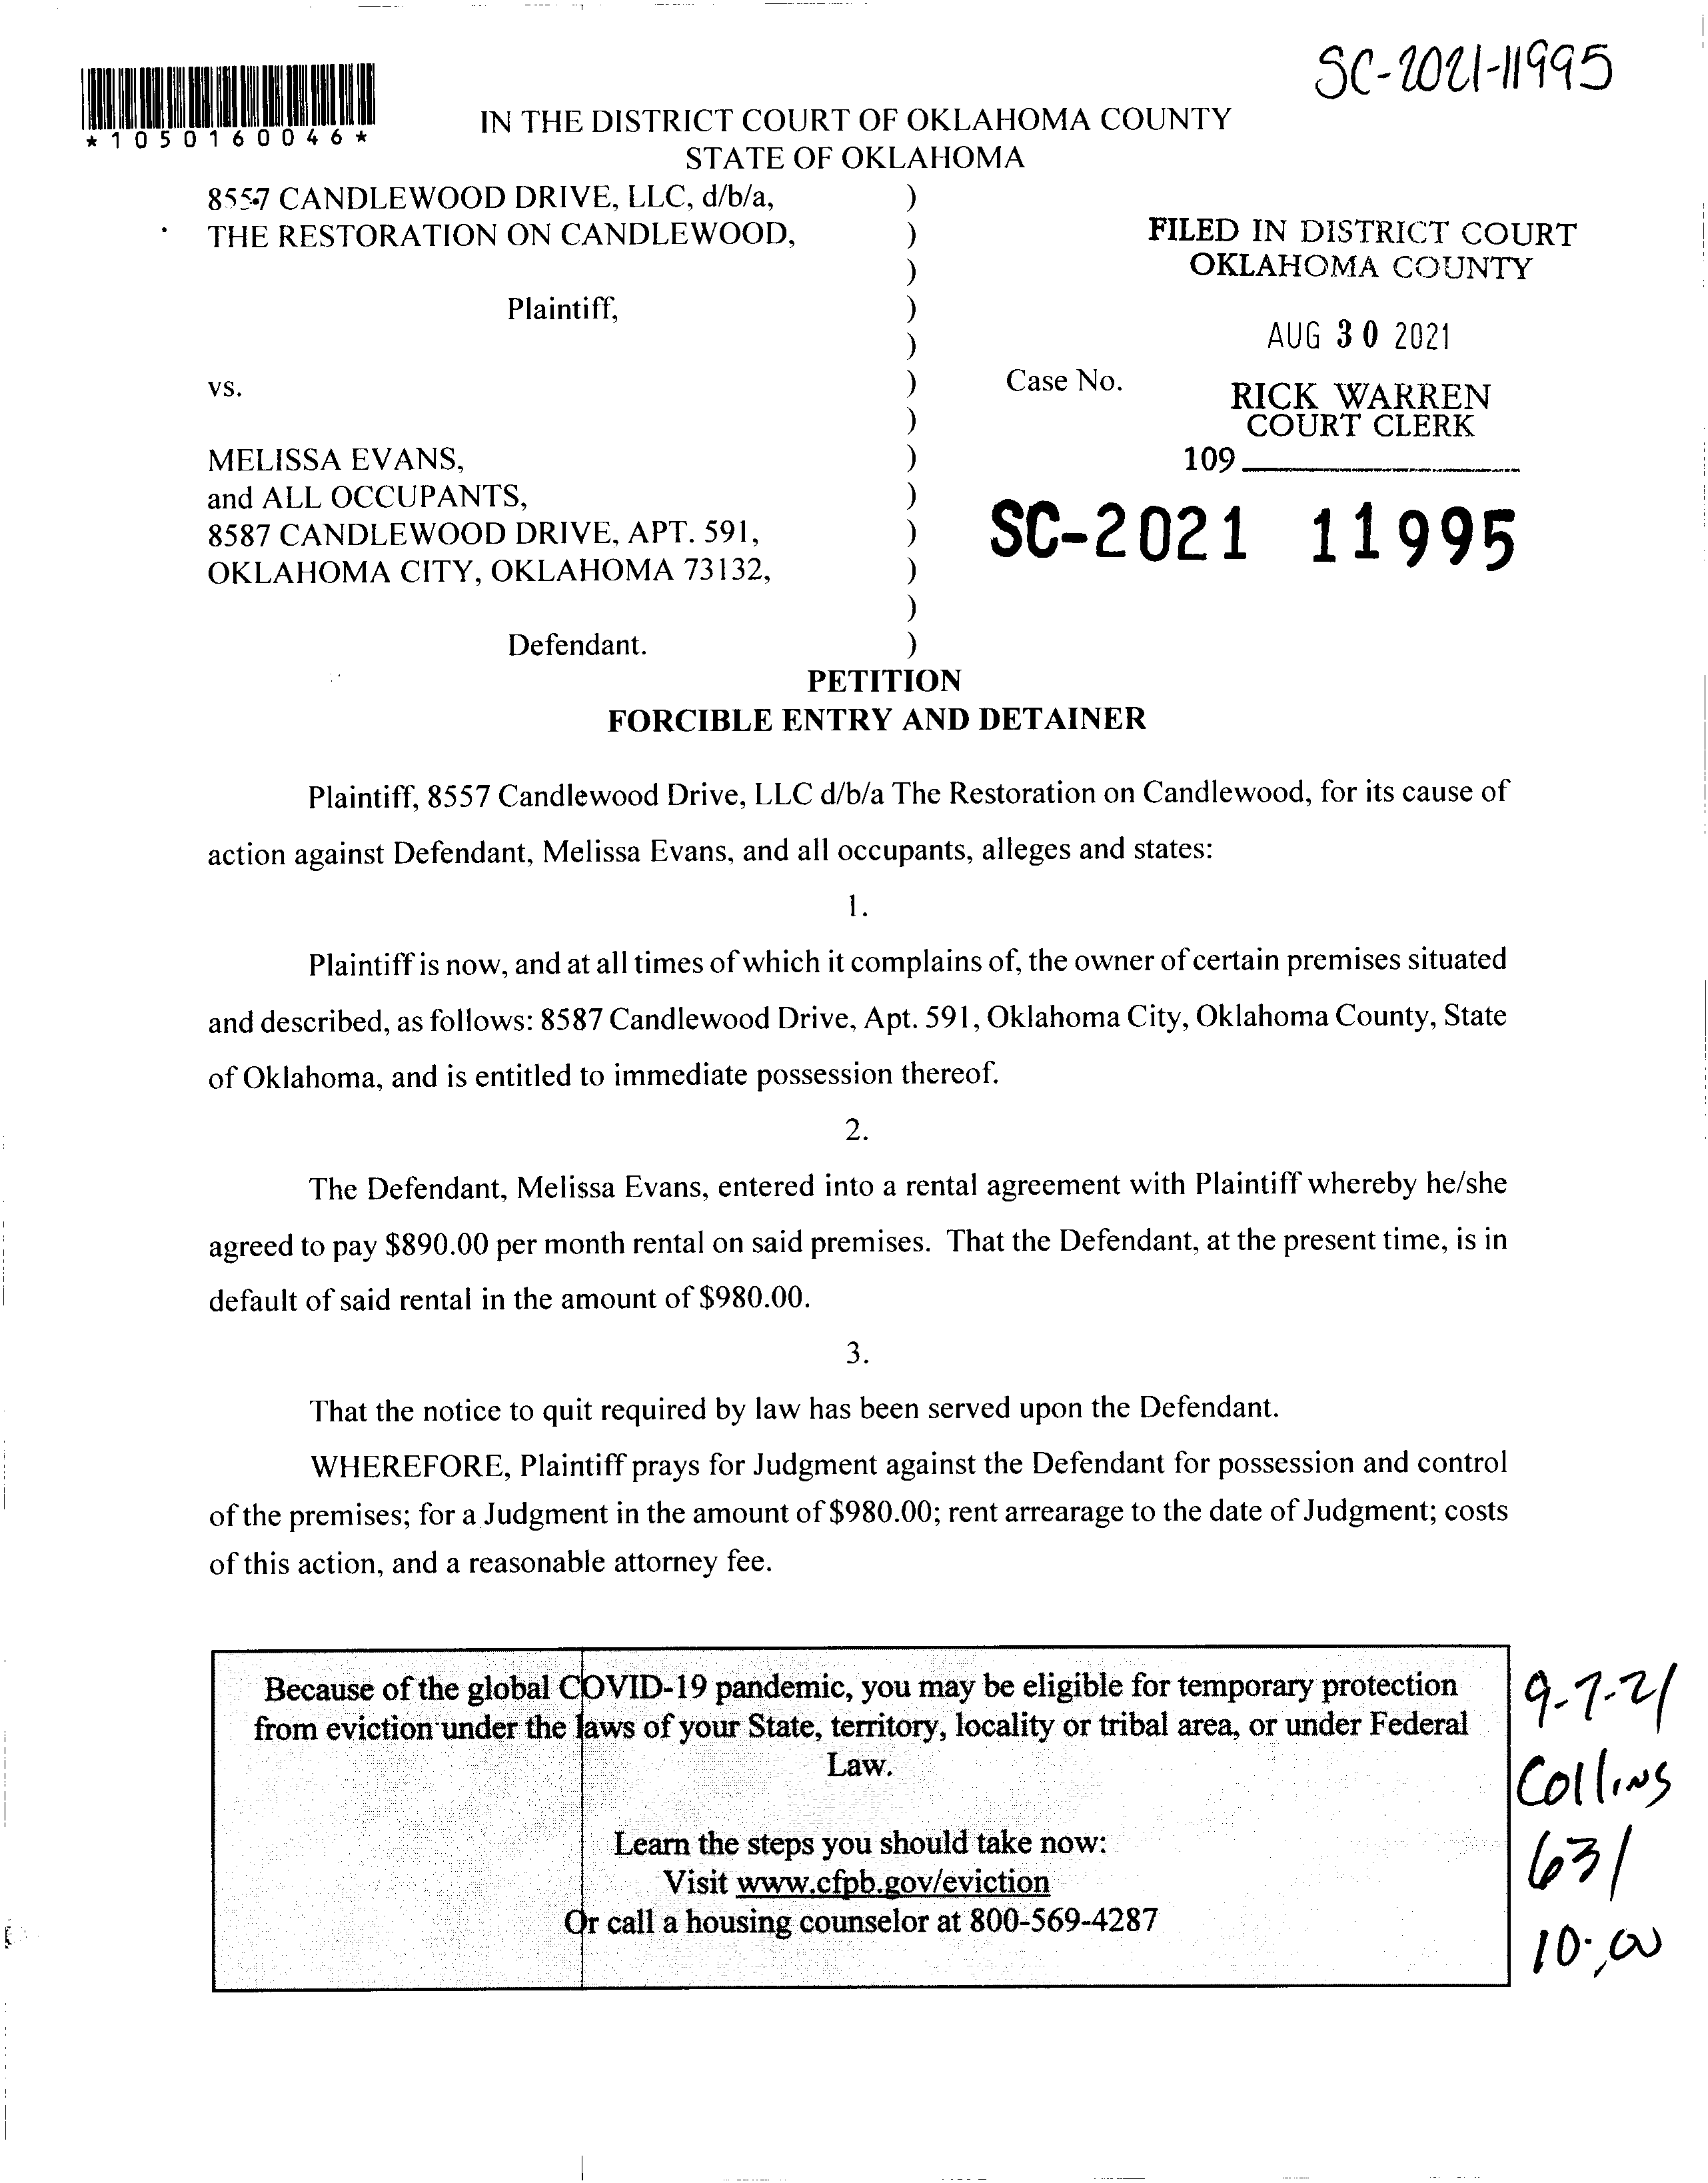 SC-2021-11995
*1050160046*
IN THE DISTRICT COURT OF OKLAHOMA COUNTY
STATE OF OKLAHOMA
8557 CANDLEWOOD DRIVE, LLC, d/b/a, )
THE RESTORATION ON CANDLEWOOD, )
)
Plaintiff, )
)
vs. )
)
MELISSA EVANS, )
and ALL OCCUPANTS, )
8587 CANDLEWOOD DRIVE, APT. 591, )
OKLAHOMA CITY, OKLAHOMA 73132, )
)
Defendant. )
FILED IN DISTRICT COURT
OKLAHOMA COUNTY
AUG 30 2021
Case No.
RICK WARREN
COURT CLERK
109
SC-2021 11995
PETITION
FORCIBLE ENTRY AND DETAINER
Plaintiff, 8557 Candlewood Drive, LLC d/b/a The Restoration on Candlewood, for its cause of
action against Defendant, Melissa Evans, and all occupants, alleges and states:
1.
Plaintiff is now, and at all times of which it complains of, the owner of certain premises situated
and described, as follows: 8587 Candlewood Drive, Apt. 591, Oklahoma City, Oklahoma County, State
of Oklahoma, and is entitled to immediate possession thereof.
2.
The Defendant, Melissa Evans, entered into a rental agreement with Plaintiff whereby he/she
agreed to pay $890.00 per month rental on said premises. That the Defendant, at the present time, is in
default of said rental in the amount of $980.00.
3.
That the notice to quit required by law has been served upon the Defendant.
WHEREFORE, Plaintiff prays for Judgment against the Defendant for possession and control
of the premises; for a Judgment in the amount of $980.00; rent arrearage to the date of Judgment; costs
of this action, and a reasonable attorney fee.
Because of the global COVID-19 pandemic, you may be eligible for temporary protection
from eviction under the laws of your State, territory, locality or tribal area, or under Federal
Law.
Learn the steps you should take now:
Visit www.cfpb.gov/eviction
Or call a housing counselor at 800-569-4287
9-7-21
Collins
631
10:00